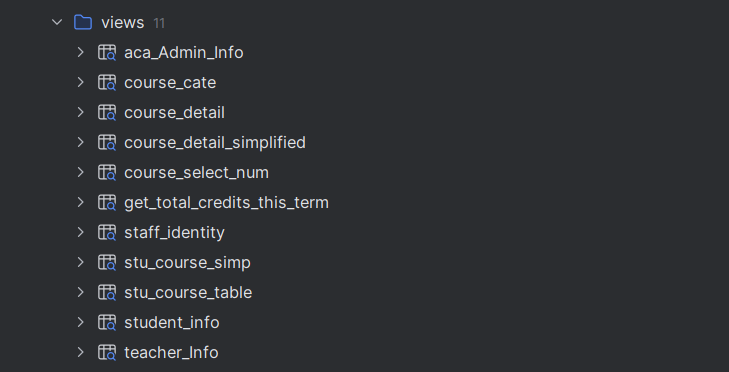 views 11
aca_Admin_Info
course_cate
course_detail
course_detail_simplified
course_select_num
get_total_credits_this_term
staff_identity
stu_course_simp
stu_course_table
student_info
teacher_Info